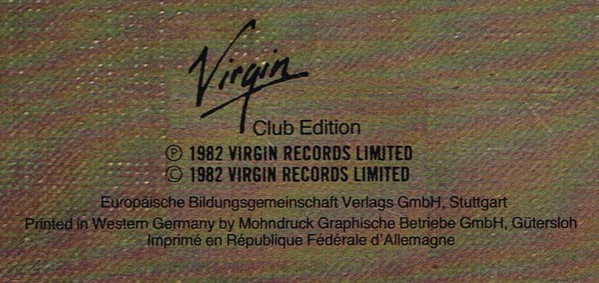 Virgin
Club Edition
℗ 1982 VIRGIN RECORDS LIMITED
© 1982 VIRGIN RECORDS LIMITED
Europäische Bildungsgemeinschaft Verlags GmbH, Stuttgart
Printed in Western Germany by Mohndruck Graphische Betriebe GmbH, Gütersloh
Imprimé en République Fédérale d'Allemagne